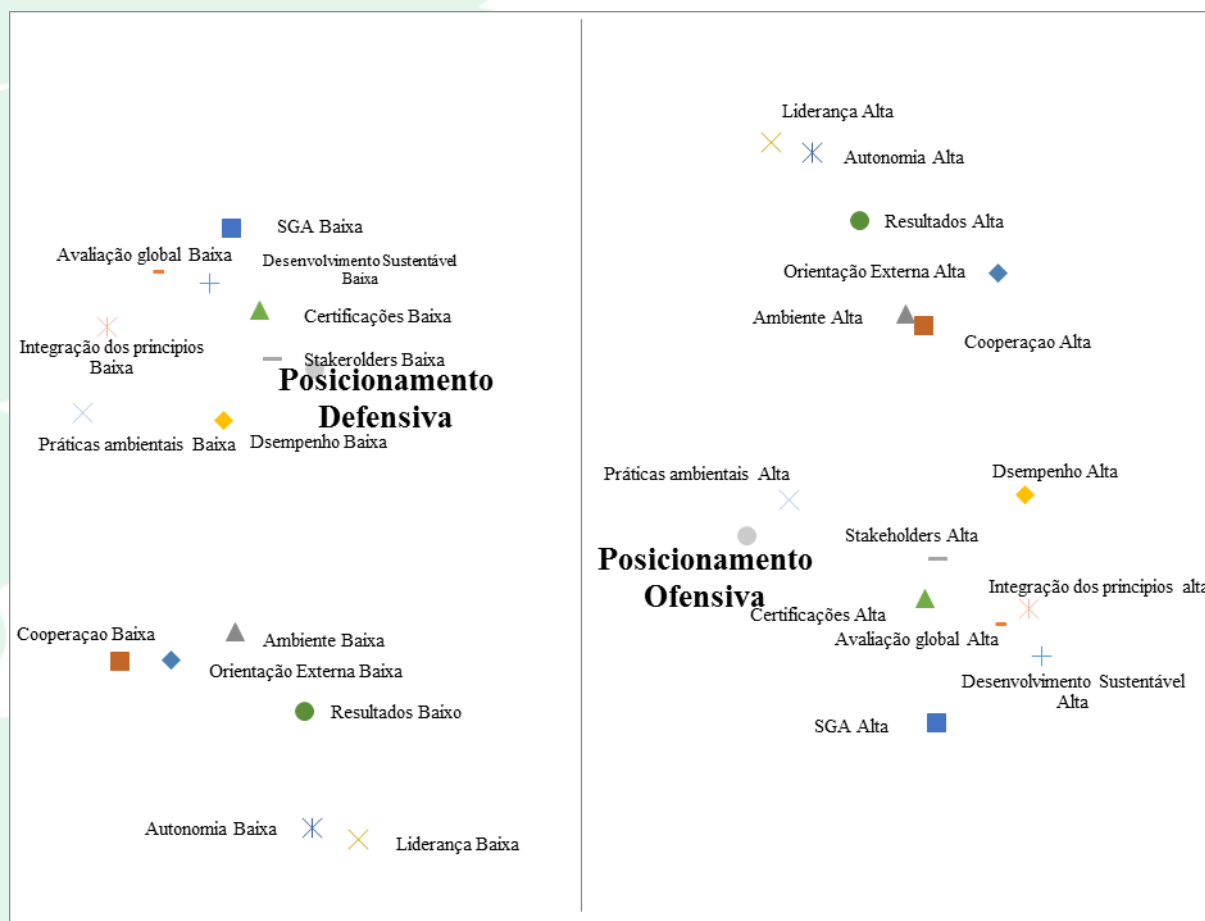 Liderança Alta
Autonomia Alta
Resultados Alta
Orientação Externa Alta
Ambiente Alta
Cooperaçao Alta
SGA Baixa
Avaliação global Baixa
Desenvolvimento Sustentável
Baixa
Certificações Baixa
Integração dos principios
Baixa
Stakerolders Baixa
Posicionamento
Defensiva
Práticas ambientais Baixa
Dsempenho Baixa
Práticas ambientais Alta
Dsempenho Alta
Stakeholders Alta
Posicionamento
Ofensiva
Integração dos principios alta
Certificações Alta
Avaliação global Alta
Desenvolvimento Sustentável
Alta
SGA Alta
Cooperaçao Baixa
Ambiente Baixa
Orientação Externa Baixa
Resultados Baixo
Autonomia Baixa
Liderança Baixa